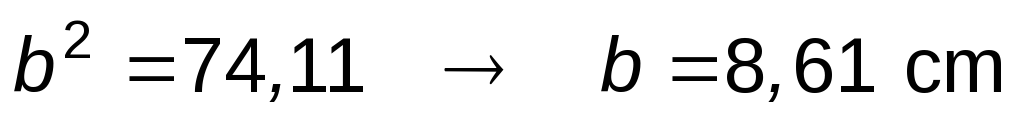 b² =74,11 → b =8,61 cm